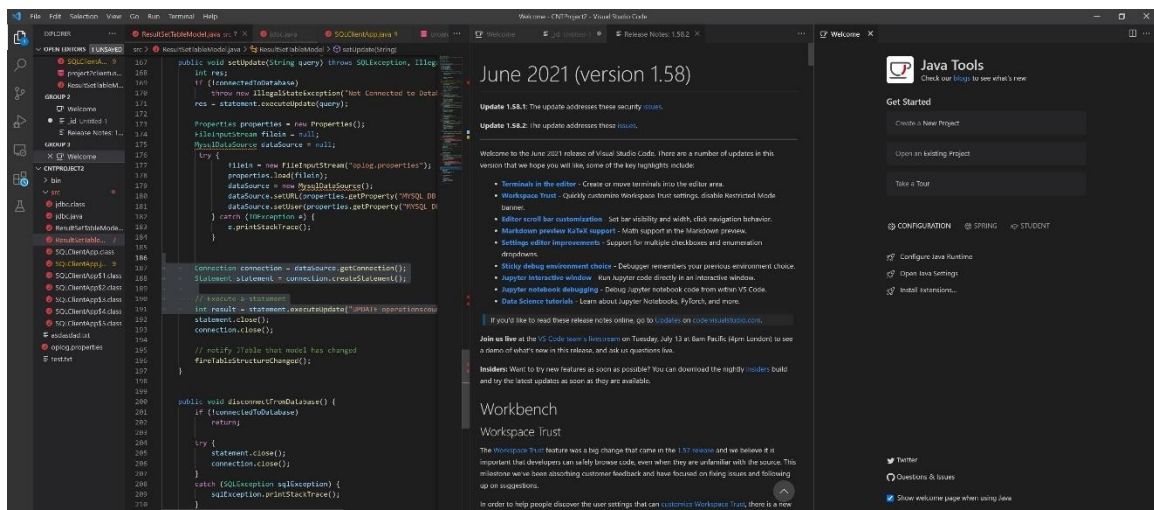 File Edit Selection View Go Run Terminal Help
Welcome - CNTProject2 - Visual Studio Code
EXPLORER
OPEN EDITORS 1 UNSAVED
SQLClientA... 9
project2clientus...
ResultSetTableM...
GROUP 2
Welcome
_id Untitled-1
Release Notes: 1...
GROUP 3
Welcome
CNTPROJECT2
> bin
src
jdbc.class
jdbc.java
ResultSetTableMode...
ResultSetTable... 7
SQLClientApp.class
SQLClientApp.j... 9
SQLClientApp$1.class
SQLClientApp$2.class
SQLClientApp$3.class
SQLClientApp$4.class
SQLClientApp$5.class
asdasdad.txt
oplog.properties
test.txt
ResultSetTableModel.java src 7
jdbc.java
SQLClientApp.java 9
src > ResultSetTableModel.java > ResultSetTableModel > setUpdate(String)
167 public void setUpdate(String query) throws SQLException, Illeg
168 int res;
169 if (!connectedToDatabase)
170 throw new IllegalStateException("Not Connected to Datab
171 res = statement.executeUpdate(query);
172
173 Properties properties = new Properties();
174 FileInputStream filein = null;
175 MysqlDataSource dataSource = null;
176 try {
177 filein = new FileInputStream("oplog.properties");
178 properties.load(filein);
179 dataSource = new MysqlDataSource();
180 dataSource.setURL(properties.getProperty("MYSQL_DB
181 dataSource.setUser(properties.getProperty("MYSQL_DB
182 } catch (IOException e) {
183 e.printStackTrace();
184 }
185
186
187 Connection connection = dataSource.getConnection();
188 Statement statement = connection.createStatement();
189
190 // Execute a statement
191 int result = statement.executeUpdate("UPDATE operationscou
192 statement.close();
193 connection.close();
194
195 // notify JTable that model has changed
196 fireTableStructureChanged();
197 }
198
199
200 public void disconnectFromDatabase() {
201 if (!connectedToDatabase)
202 return;
203
204 try {
205 statement.close();
206 connection.close();
207 }
208 catch (SQLException sqlException) {
209 sqlException.printStackTrace();
210 }
Welcome
_id Untitled-1
Release Notes: 1.58.2
June 2021 (version 1.58)
Update 1.58.1: The update addresses these security issues.
Update 1.58.2: The update addresses these issues.
Welcome to the June 2021 release of Visual Studio Code. There are a number of updates in this
version that we hope you will like, some of the key highlights include:
• Terminals in the editor - Create or move terminals into the editor area.
• Workspace Trust - Quickly customize Workspace Trust settings, disable Restricted Mode
banner.
• Editor scroll bar customization - Set bar visibility and width, click navigation behavior.
• Markdown preview KaTeX support - Math support in the Markdown preview.
• Settings editor improvements - Support for multiple checkboxes and enumeration
dropdowns.
• Sticky debug environment choice - Debugger remembers your previous environment choice.
• Jupyter interactive window - Run Jupyter code directly in an interactive window.
• Jupyter notebook debugging - Debug Jupyter notebook code from within VS Code.
• Data Science tutorials - Learn about Jupyter Notebooks, PyTorch, and more.
If you'd like to read these release notes online, go to Updates on code.visualstudio.com.
Join us live at the VS Code team's livestream on Tuesday, July 13 at 8am Pacific (4pm London) to see
a demo of what's new in this release, and ask us questions live.
Insiders: Want to try new features as soon as possible? You can download the nightly Insiders build
and try the latest updates as soon as they are available.
Workbench
Workspace Trust
The Workspace Trust feature was a big change that came in the 1.57 release and we believe it is
important that developers can safely browse code, even when they are unfamiliar with the source. This
milestone we've been absorbing customer feedback and have focused on fixing issues and following
up on suggestions.
In order to help people discover the user settings that can customize Workspace Trust, there is a new
Welcome
Java Tools
Check our blogs to see what's new
Get Started
Create a New Project
Open an Existing Project
Take a Tour
CONFIGURATION
SPRING
STUDENT
Configure Java Runtime
Open Java Settings
Install Extensions...
Twitter
Questions & Issues
Show welcome page when using Java